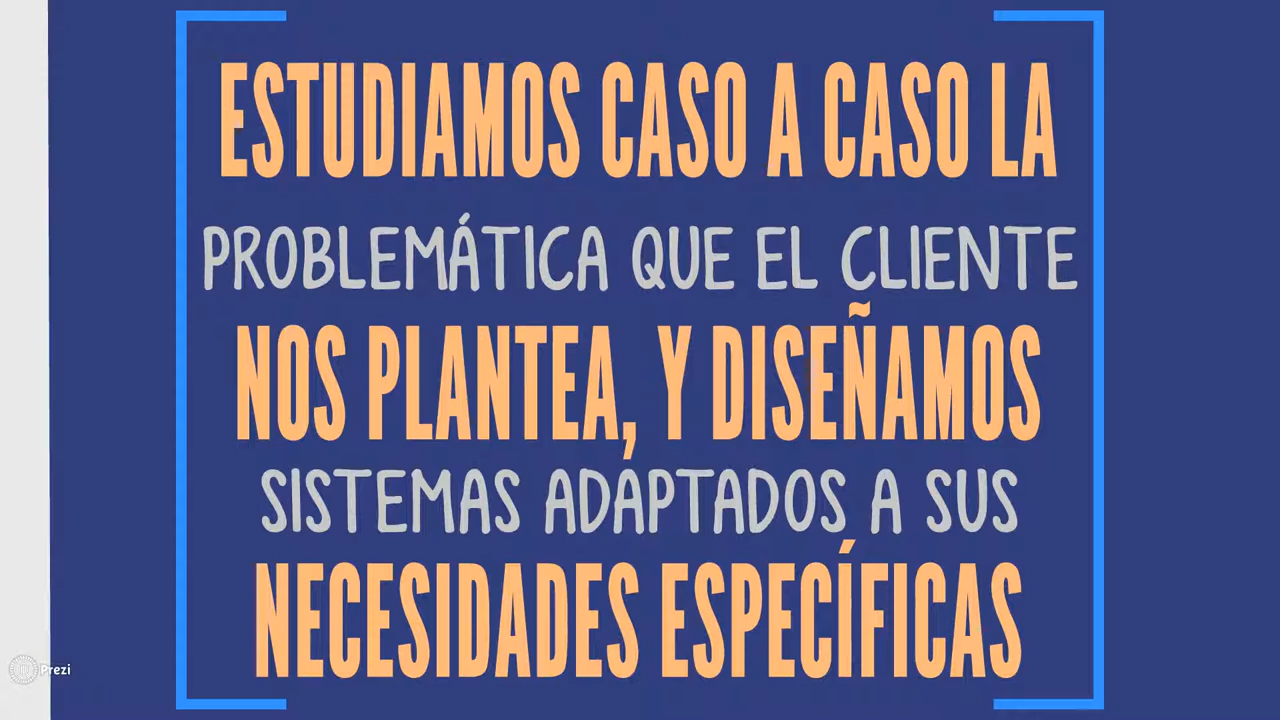 ESTUDIAMOS CASO A CASO LA
PROBLEMÁTICA QUE EL CLIENTE
NOS PLANTEA, Y DISEÑAMOS
SISTEMAS ADAPTADOS A SUS
NECESIDADES ESPECÍFICAS
Prezi